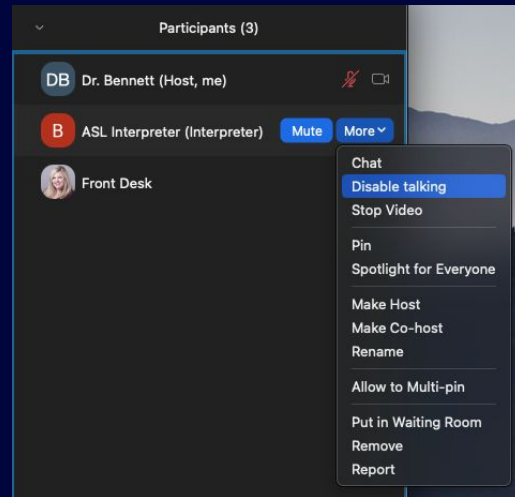 Participants (3)
DB Dr. Bennett (Host, me)
B ASL Interpreter (Interpreter) Mute More
Front Desk
Chat
Disable talking
Stop Video
Pin
Spotlight for Everyone
Make Host
Make Co-host
Rename
Allow to Multi-pin
Put in Waiting Room
Remove
Report